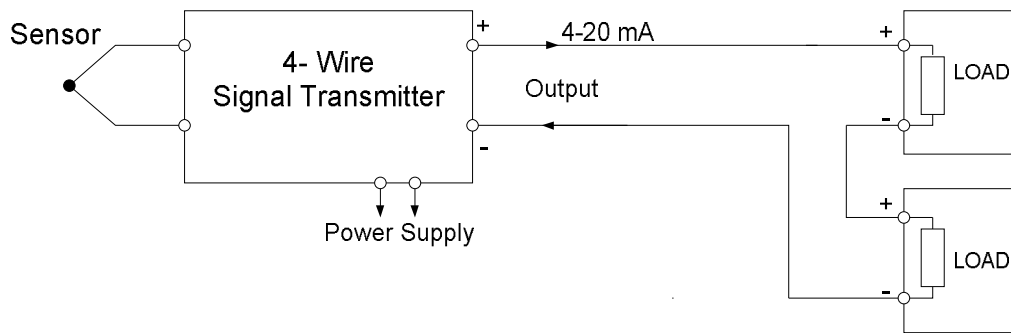 Sensor
4- Wire
Signal Transmitter
+
-
4-20 mA
Output
Power Supply
+
LOAD
-
+
LOAD
-